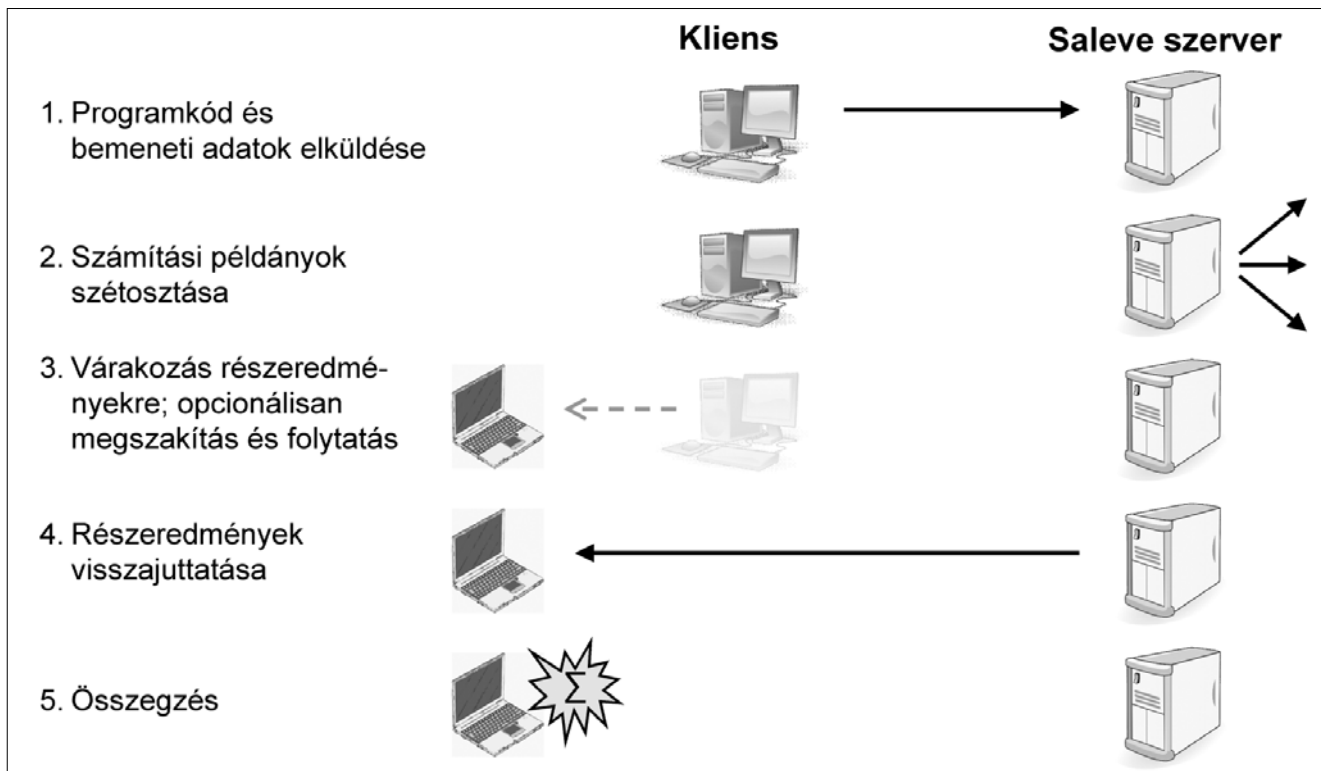 Kliens
Saleve szerver
1. Programkód és
bemeneti adatok elküldése
2. Számítási példányok
szétosztása
3. Várakozás részeredmé-
nyekre; opcionálisan
megszakítás és folytatás
4. Részeredmények
visszajuttatása
5. Összegzés
Σ